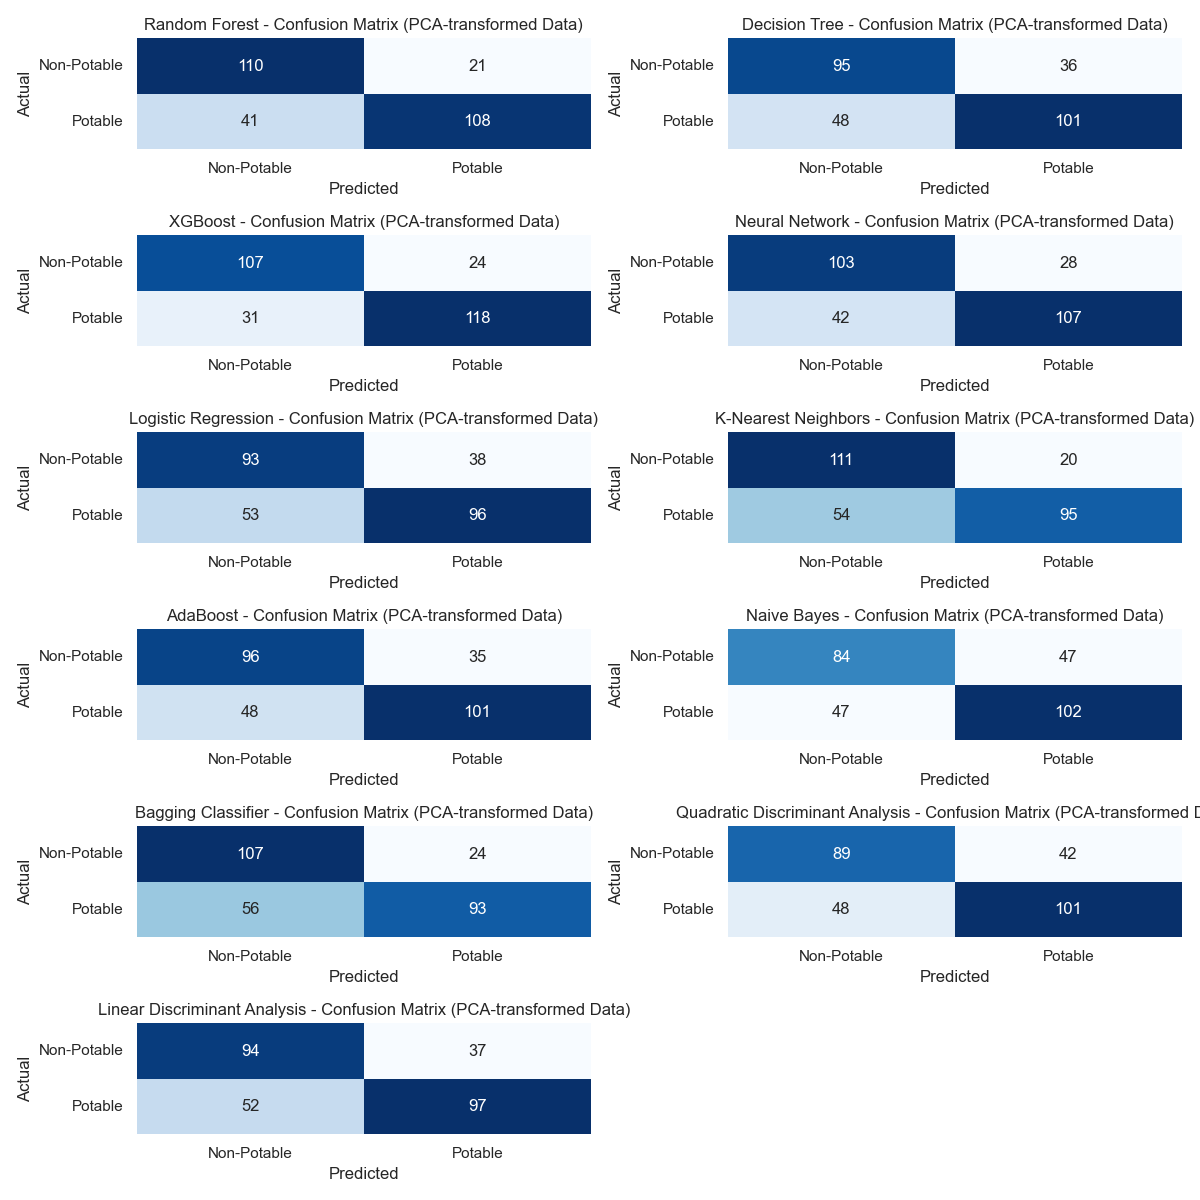 Random Forest - Confusion Matrix (PCA-transformed Data)
Actual
Non-Potable 110 21
Potable 41 108
Non-Potable Potable
Predicted
Decision Tree - Confusion Matrix (PCA-transformed Data)
Actual
Non-Potable 95 36
Potable 48 101
Non-Potable Potable
Predicted
XGBoost - Confusion Matrix (PCA-transformed Data)
Actual
Non-Potable 107 24
Potable 31 118
Non-Potable Potable
Predicted
Neural Network - Confusion Matrix (PCA-transformed Data)
Actual
Non-Potable 103 28
Potable 42 107
Non-Potable Potable
Predicted
Logistic Regression - Confusion Matrix (PCA-transformed Data)
Actual
Non-Potable 93 38
Potable 53 96
Non-Potable Potable
Predicted
K-Nearest Neighbors - Confusion Matrix (PCA-transformed Data)
Actual
Non-Potable 111 20
Potable 54 95
Non-Potable Potable
Predicted
AdaBoost - Confusion Matrix (PCA-transformed Data)
Actual
Non-Potable 96 35
Potable 48 101
Non-Potable Potable
Predicted
Naive Bayes - Confusion Matrix (PCA-transformed Data)
Actual
Non-Potable 84 47
Potable 47 102
Non-Potable Potable
Predicted
Bagging Classifier - Confusion Matrix (PCA-transformed Data)
Actual
Non-Potable 107 24
Potable 56 93
Non-Potable Potable
Predicted
Quadratic Discriminant Analysis - Confusion Matrix (PCA-transformed
Actual
Non-Potable 89 42
Potable 48 101
Non-Potable Potable
Predicted
Linear Discriminant Analysis - Confusion Matrix (PCA-transformed Data)
Actual
Non-Potable 94 37
Potable 52 97
Non-Potable Potable
Predicted